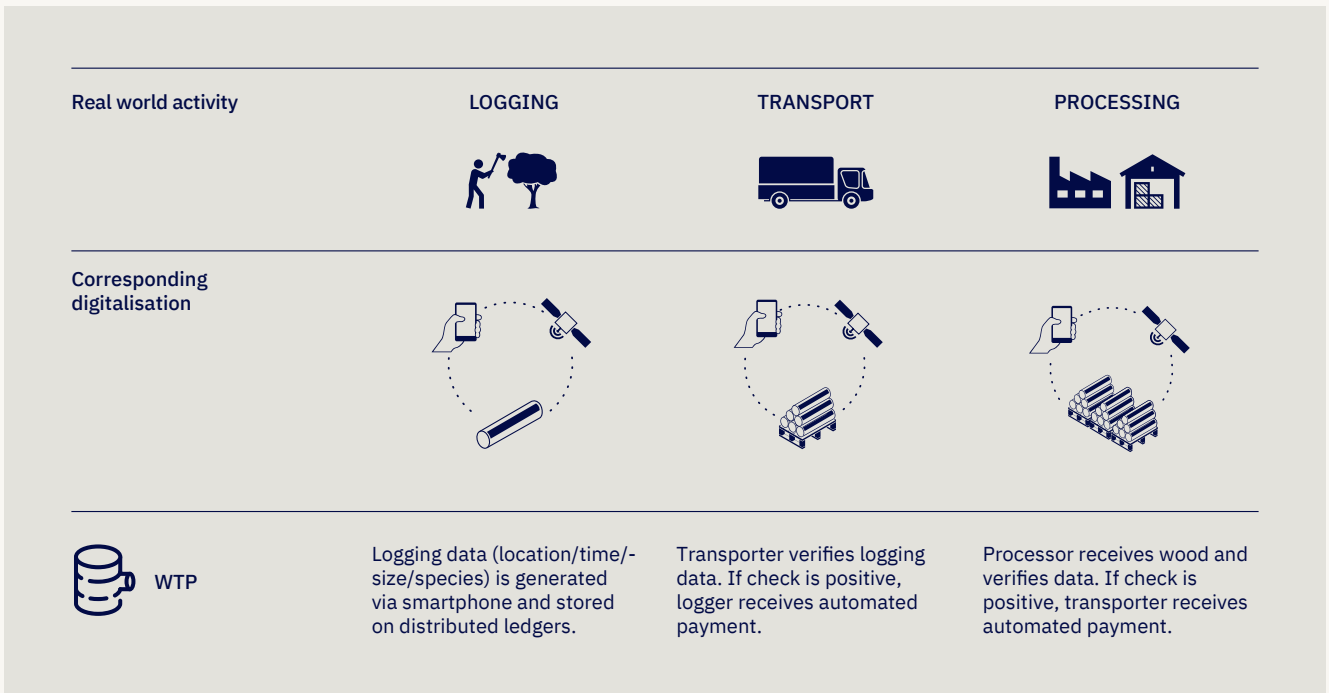 Real world activity
LOGGING
TRANSPORT
PROCESSING
Corresponding
digitalisation
WTP
Logging data (location/time/-
size/species) is generated
via smartphone and stored
on distributed ledgers.
Transporter verifies logging
data. If check is positive,
logger receives automated
payment.
Processor receives wood and
verifies data. If check is
positive, transporter receives
automated payment.